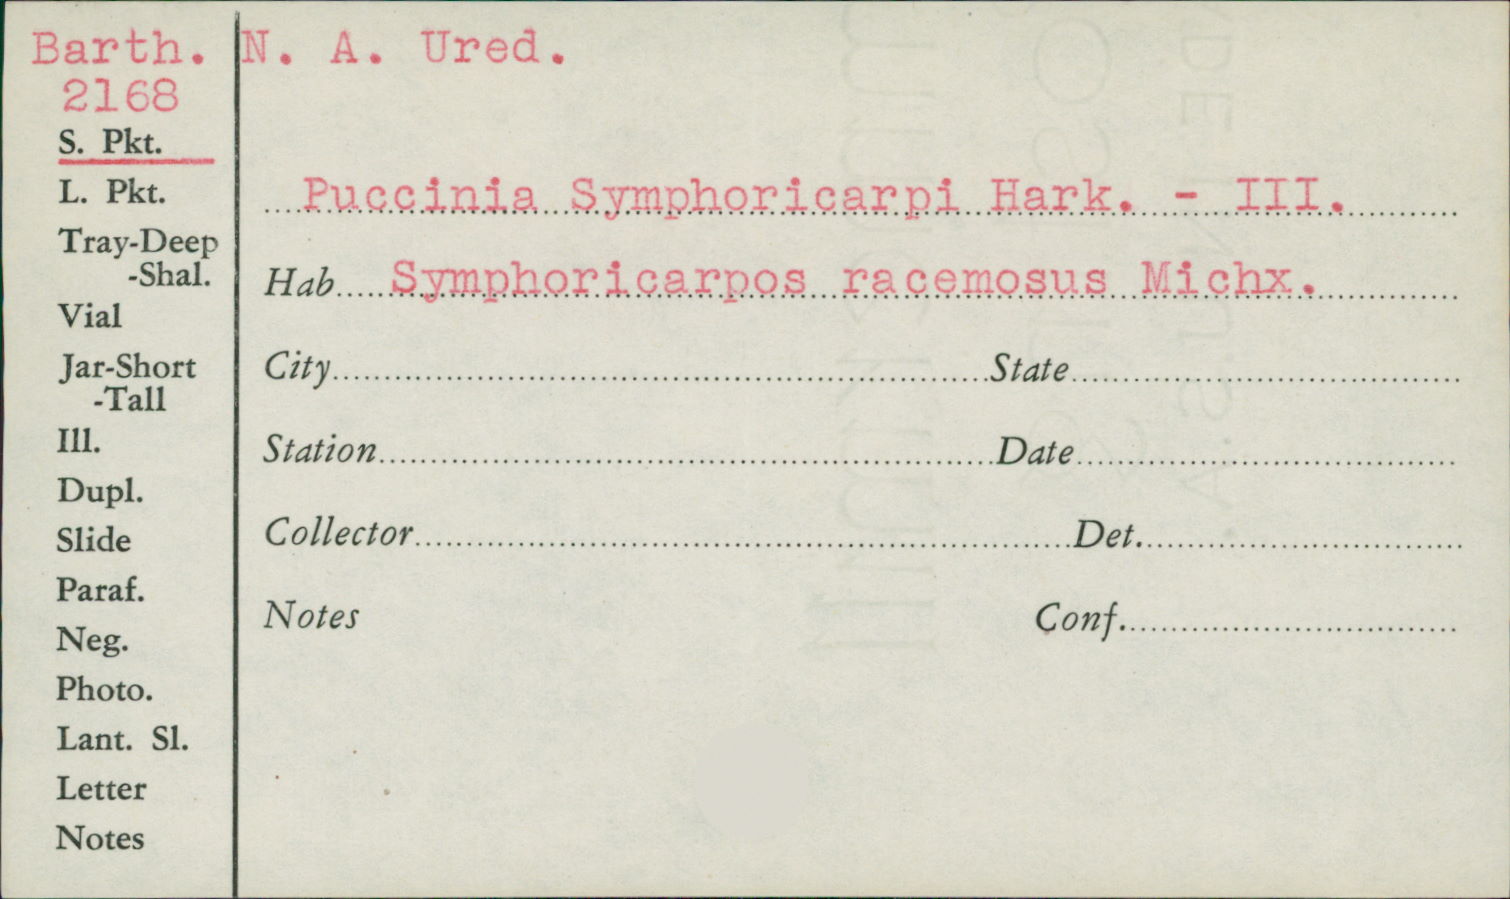 Barth. N. A. Ured.
2168
S. Pkt.
L. Pkt.
Tray-Deep
-Shal.
Vial
Jar-Short
-Tall
Ill.
Dupl.
Slide
Paraf.
Neg.
Photo.
Lant. Sl.
Letter
Notes
Puccinia Symphoricarpi Hark. - III.
Hab Symphoricarpos racemosus Michx.
City State
Station Date
Collector Det.
Notes Conf.